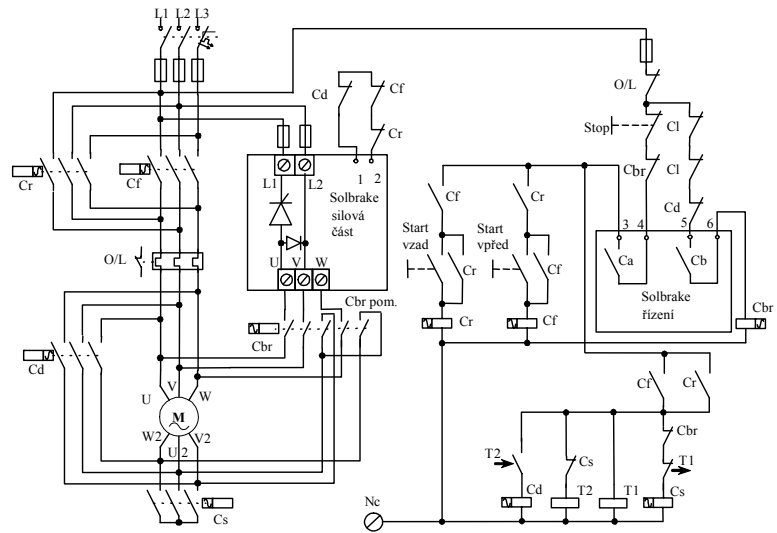 L1 L2 L3
O/L
Cd
Cf
Cl
Stop
Cr
Cbr
Cl
Cr
Cf
L1
L2
1 2
Solbrake
silová
část
Cf
Cr
Cd
3 4 5 6
Start
vzad
Start
vpřed
Ca
Cb
O/L
U V W
Cr
Cf
Solbrake
řízení
Cbr pom.
Cbr
Cr
Cf
Cbr
Cd
V
U
W
M
Cf
Cr
W2
V2
U2
T2
Cs
Cbr
T1
Nc
Cd
T2
T1
Cs
Cs